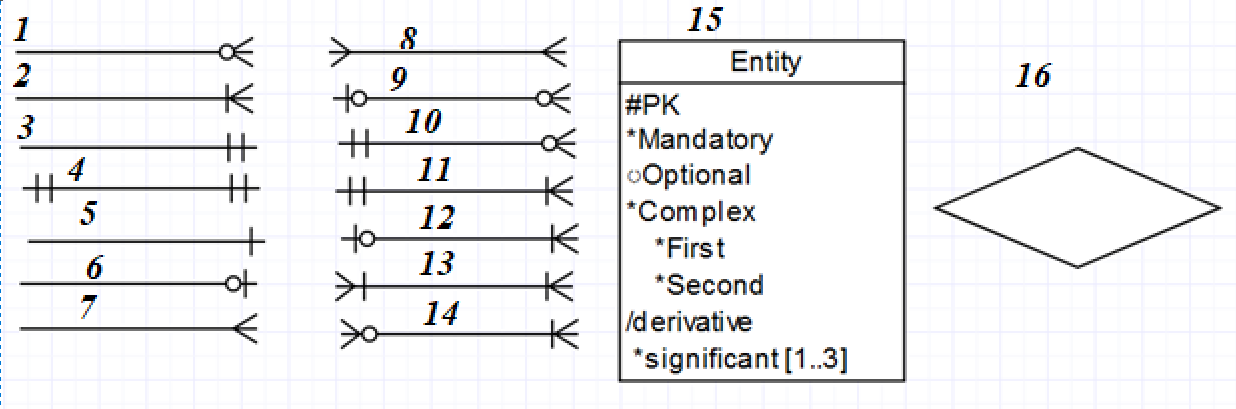 1
2
3
4
5
6
7
8
9
10
11
12
13
14
15
Entity
#PK
*Mandatory
○Optional
*Complex
*First
*Second
/derivative
*significant [1..3]
16